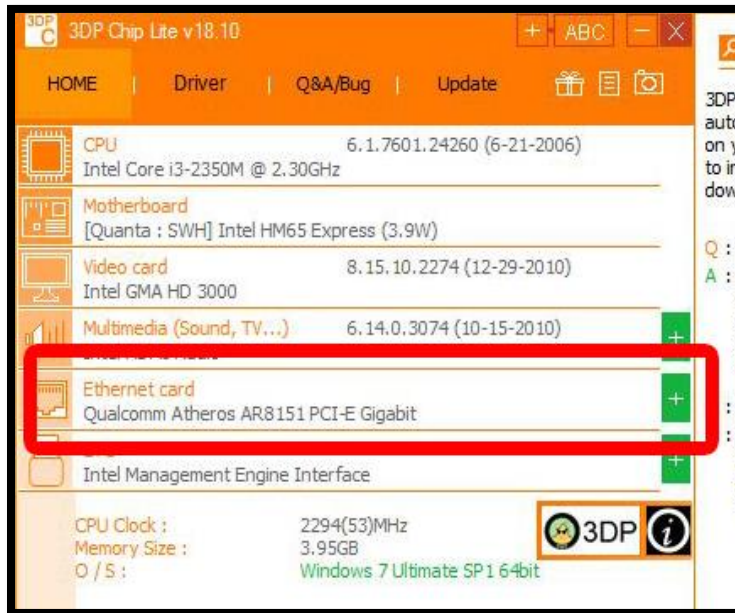 3DP
C
3DP Chip Lite v18.10
+ ABC
HOME | Driver | Q&A/Bug | Update
CPU 6.1.7601.24260 (6-21-2006)
Intel Core i3-2350M @ 2.30GHz
Motherboard
[Quanta : SWH] Intel HM65 Express (3.9W)
Video card 8.15.10.2274 (12-29-2010)
Intel GMA HD 3000
Multimedia (Sound, TV...) 6.14.0.3074 (10-15-2010)
Ethernet card
Qualcomm Atheros AR8151 PCI-E Gigabit
Intel Management Engine Interface
CPU Clock : 2294(53)MHz
Memory Size : 3.95GB
O / S : Windows 7 Ultimate SP1 64bit
3DP i
3DP
on
Q :
A :
:
: